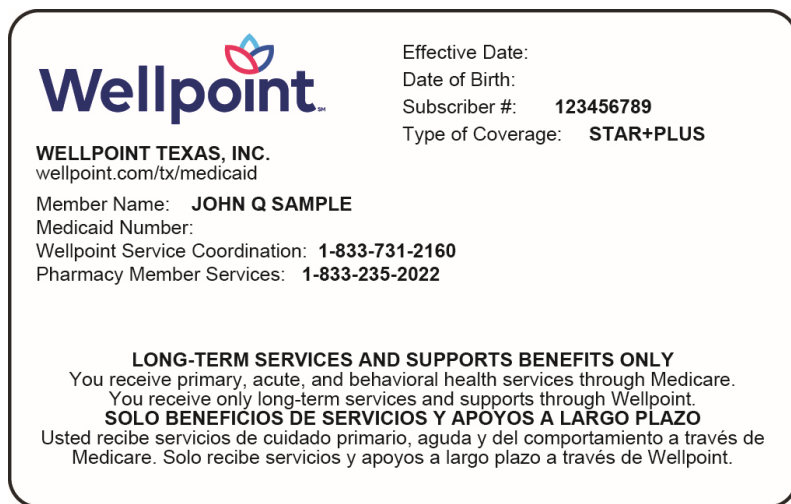 Wellpoint SM
Effective Date:
Date of Birth:
Subscriber #: 123456789
Type of Coverage: STAR+PLUS
WELLPOINT TEXAS, INC.
wellpoint.com/tx/medicaid
Member Name: JOHN Q SAMPLE
Medicaid Number:
Wellpoint Service Coordination: 1-833-731-2160
Pharmacy Member Services: 1-833-235-2022
LONG-TERM SERVICES AND SUPPORTS BENEFITS ONLY
You receive primary, acute, and behavioral health services through Medicare.
You receive only long-term services and supports through Wellpoint.
SOLO BENEFICIOS DE SERVICIOS Y APOYOS A LARGO PLAZO
Usted recibe servicios de cuidado primario, aguda y del comportamiento a través de
Medicare. Solo recibe servicios y apoyos a largo plazo a través de Wellpoint.